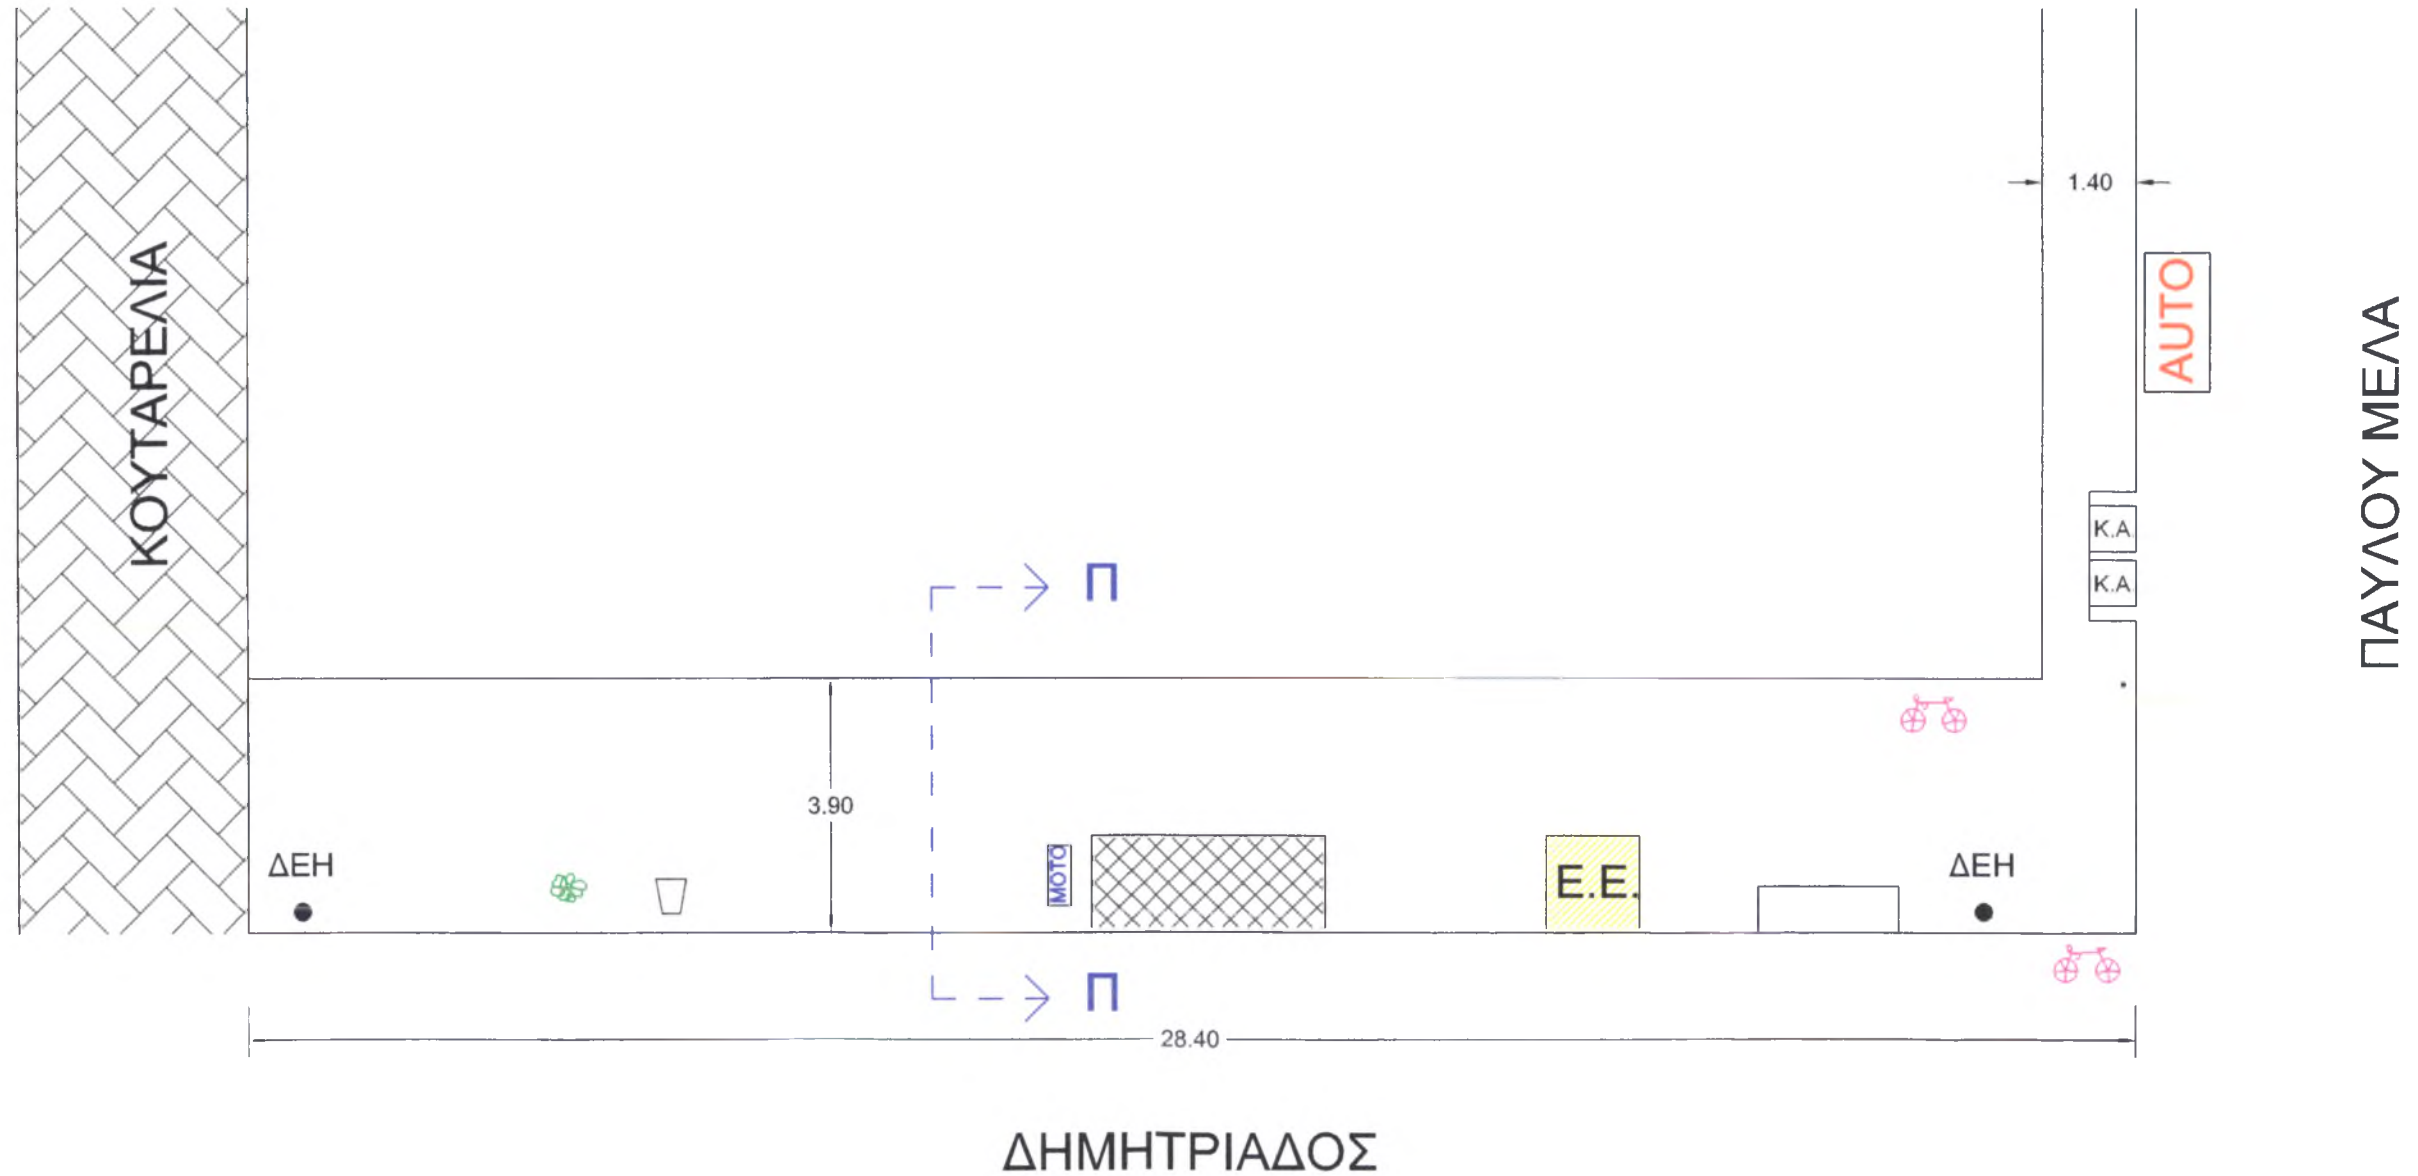 1.40
ΚΟΥΤΑΡΕΛΙΑ
AUTO
ΠΑΥΛΟΥ ΜΕΛΑ
Κ.Α
Κ.Α
Π
3.90
ΔΕΗ
MOTO
Ε.Ε.
ΔΕΗ
Π
28.40
ΔΗΜΗΤΡΙΑΔΟΣ